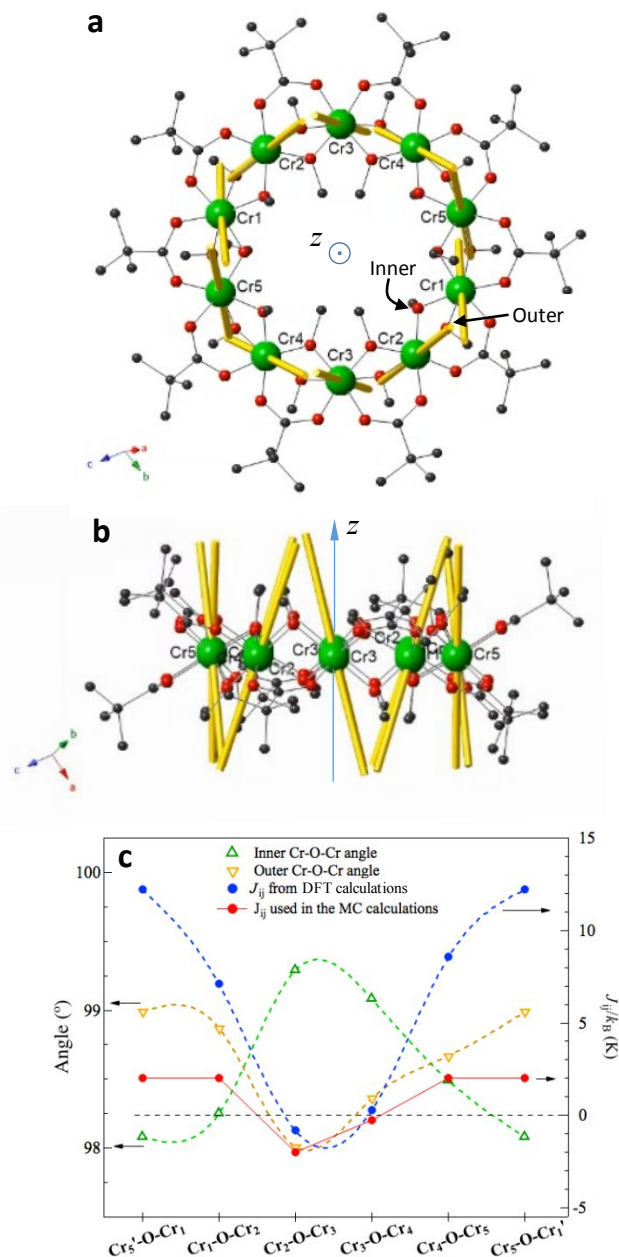 a
Cr3
Cr2
Cr4
Cr1
Cr5
z
Inner
Cr5
Cr1
Outer
Cr4
Cr2
Cr3
a
c
b
b
z
Cr5
Cr2
Cr3
Cr3
Cr2
Cr5
b
c
a
c
Inner Cr-O-Cr angle
Outer Cr-O-Cr angle
Jij from DFT calculations
Jij used in the MC calculations
100
99
98
Angle (°)
15
10
5
0
-5
Jij/kB (K)
Cr5'-O-Cr1
Cr1-O-Cr2
Cr2-O-Cr3
Cr3-O-Cr4
Cr4-O-Cr5
Cr5-O-Cr1'